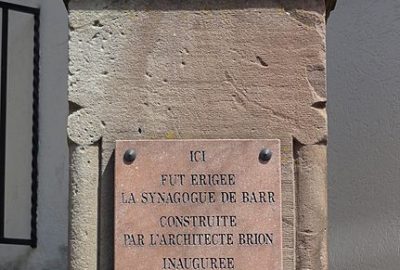 ICI
FUT ERIGEE
LA SYNAGOGUE DE BARR
CONSTRUITE
PAR L'ARCHITECTE BRION
INAUGUREE